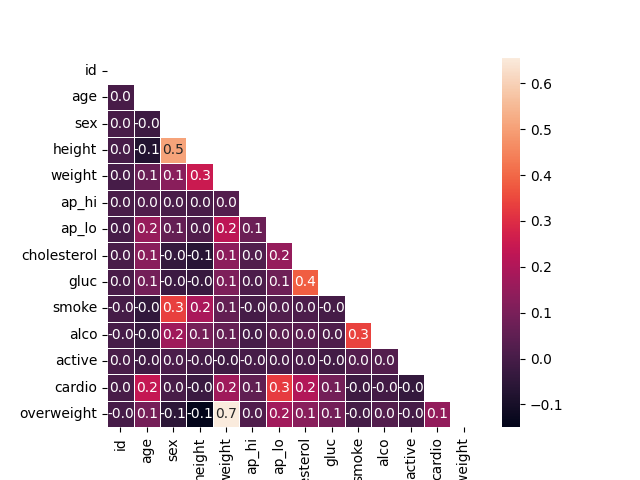 id
age 0.0
sex 0.0 -0.0
height 0.0 -0.1 0.5
weight 0.0 0.1 0.1 0.3
ap_hi 0.0 0.0 0.0 0.0 0.0
ap_lo 0.0 0.2 0.1 0.0 0.2 0.1
cholesterol 0.0 0.1 -0.0 -0.1 0.1 0.0 0.2
gluc 0.0 0.1 -0.0 -0.0 0.1 0.0 0.1 0.4
smoke -0.0 -0.0 0.3 0.2 0.1 -0.0 0.0 0.0 -0.0
alco -0.0 -0.0 0.2 0.1 0.1 0.0 0.0 0.0 0.0 0.3
active 0.0 -0.0 0.0 -0.0 -0.0 -0.0 0.0 0.0 -0.0 0.0 0.0
cardio 0.0 0.2 0.0 -0.0 0.2 0.1 0.3 0.2 0.1 -0.0 -0.0 -0.0
overweight -0.0 0.1 -0.1 -0.1 0.7 0.0 0.2 0.1 0.1 -0.0 0.0 -0.0 0.1
id age sex height weight ap_hi ap_lo esterol gluc smoke alco active cardio weight
0.6
0.5
0.4
0.3
0.2
0.1
0.0
−0.1